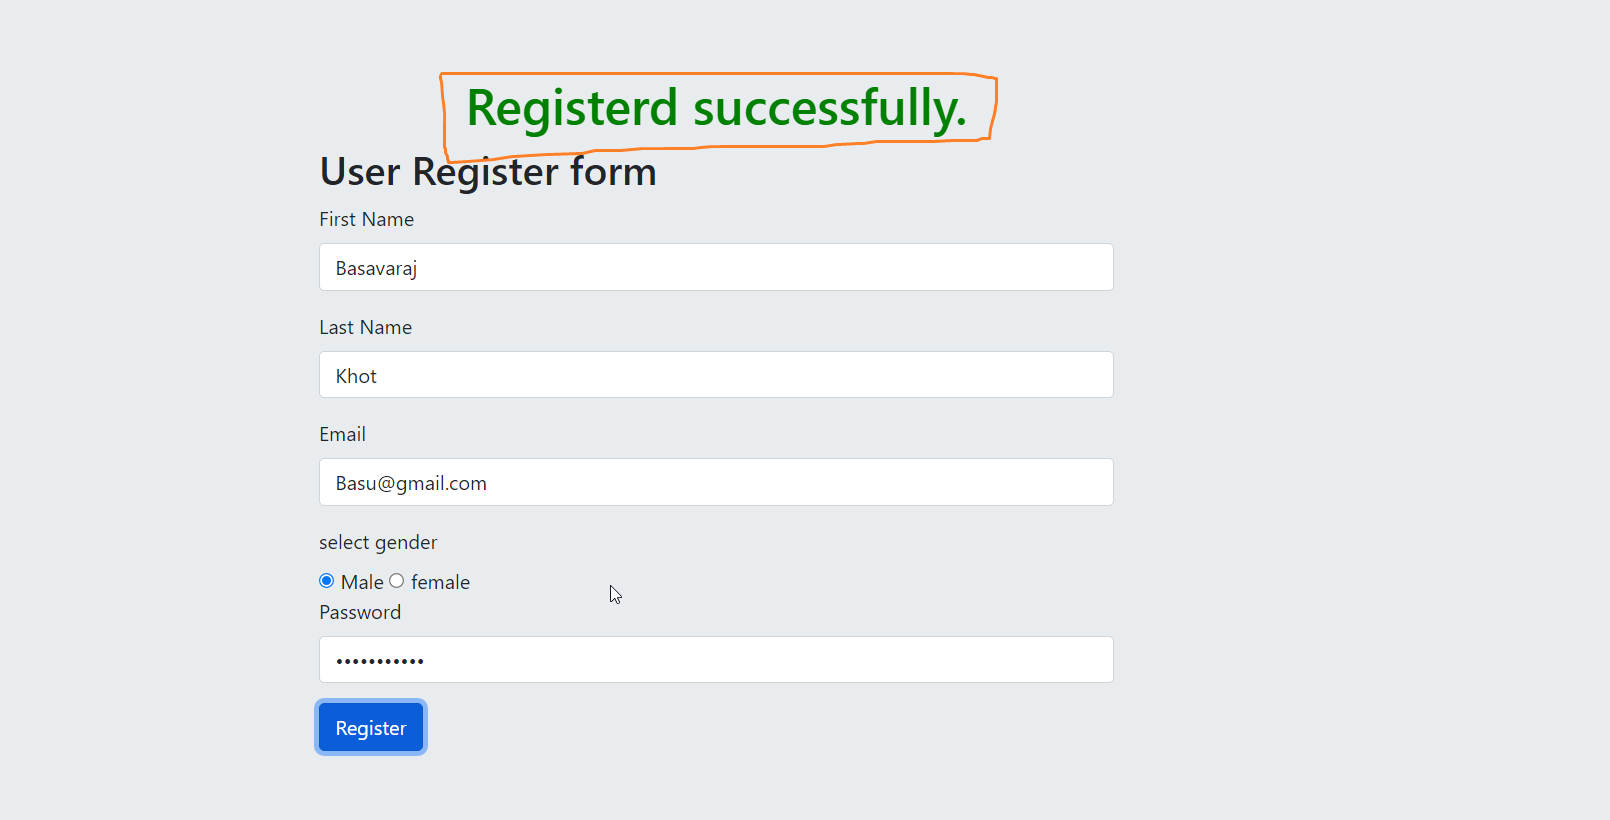 Registerd successfully.
User Register form
First Name
Basavaraj
Last Name
Khot
Email
Basu@gmail.com
select gender
Male female
Password
•••••••••••
Register